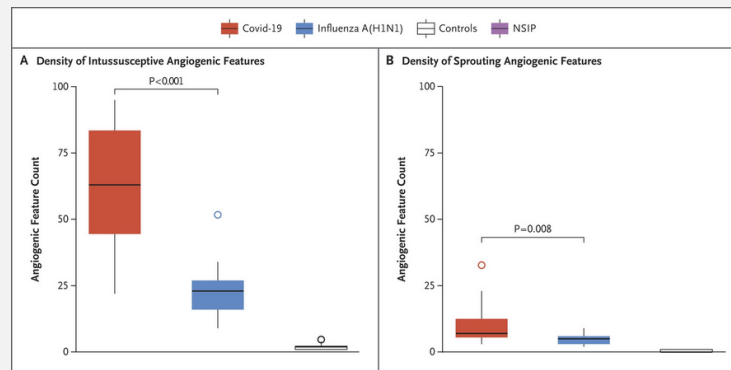 Covid-19 Influenza A(H1N1) Controls NSIP
A Density of Intussusceptive Angiogenic Features
P<0.001
100
75
50
25
0
Angiogenic Feature Count
B Density of Sprouting Angiogenic Features
P=0.008
100
75
50
25
0
Angiogenic Feature Count